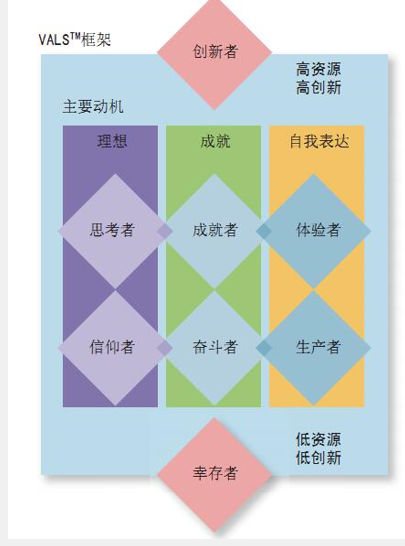 创新者
VALS™框架
高资源
高创新
主要动机
理想 成就 自我表达
思考者 成就者 体验者
信仰者 奋斗者 生产者
低资源
低创新
幸存者